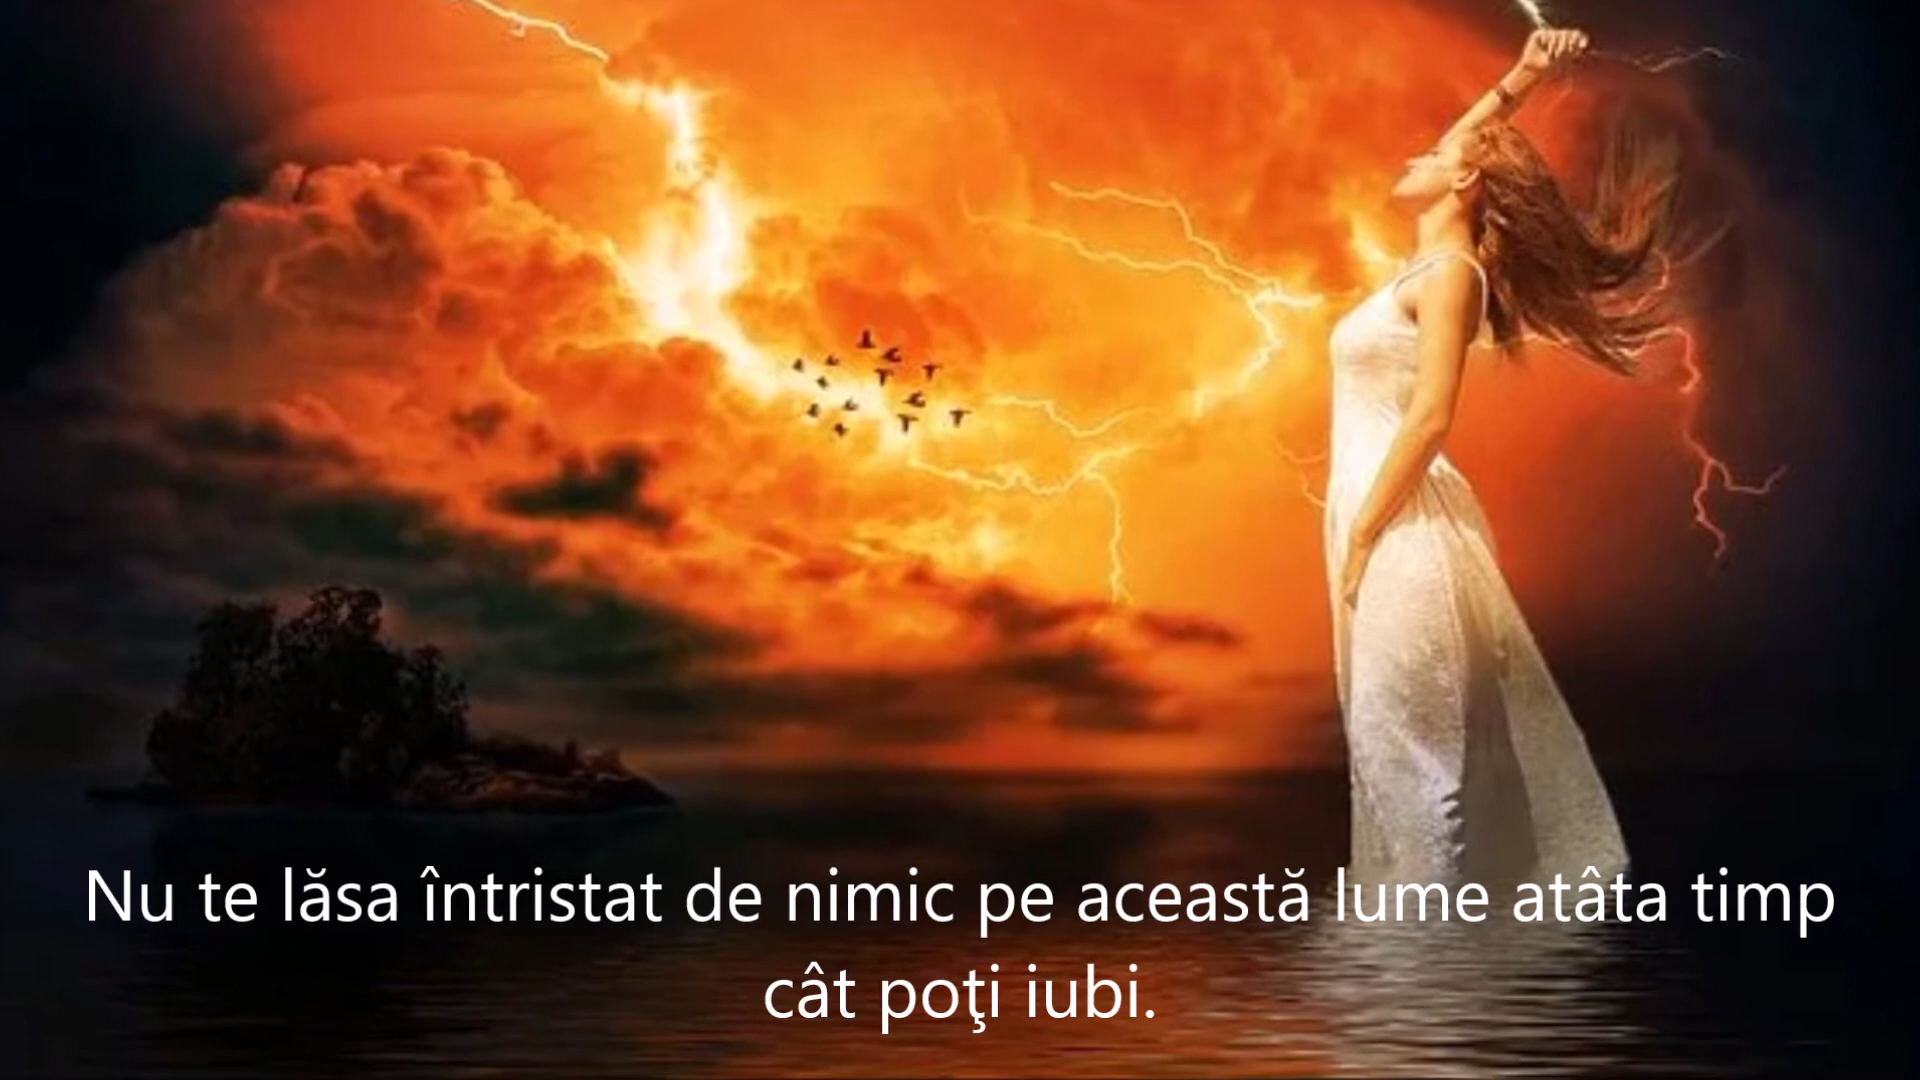 Nu te lăsa întristat de nimic pe această lume atâta timp
cât poţi iubi.